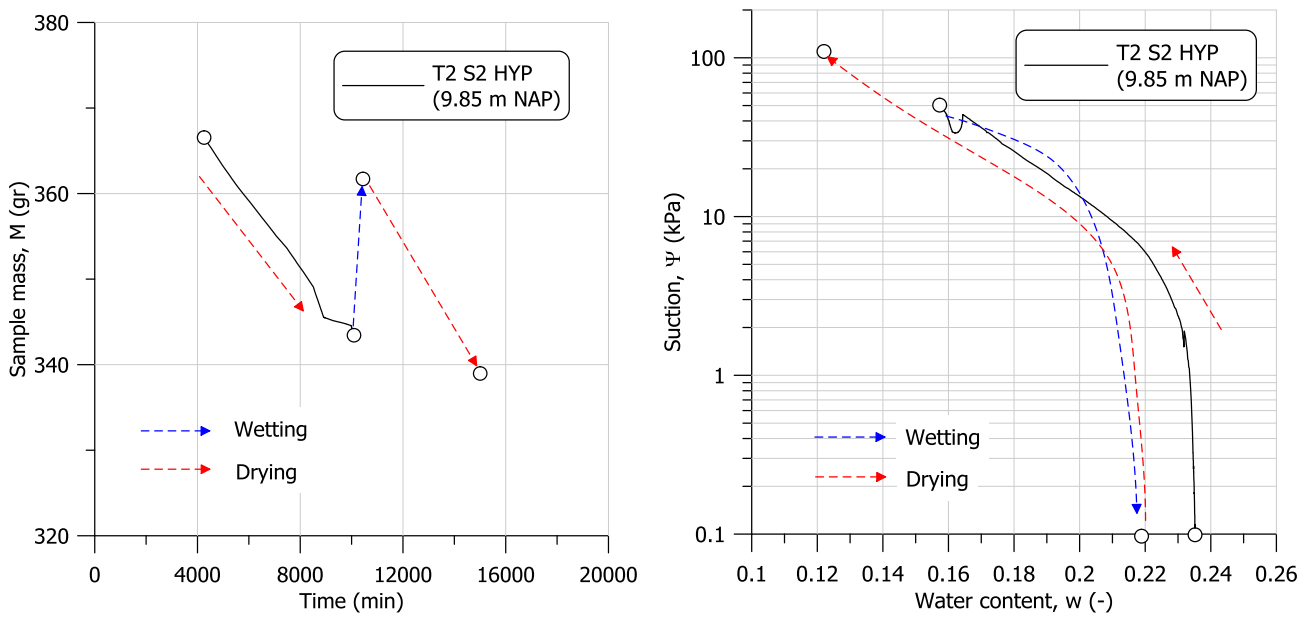 380
360
340
320
Sample mass, M (gr)
T2 S2 HYP
(9.85 m NAP)
Wetting
Drying
0 4000 8000 12000 16000 20000
Time (min)
100
10
1
0.1
Suction, Ψ (kPa)
T2 S2 HYP
(9.85 m NAP)
Wetting
Drying
0.1 0.12 0.14 0.16 0.18 0.2 0.22 0.24 0.26
Water content, w (-)